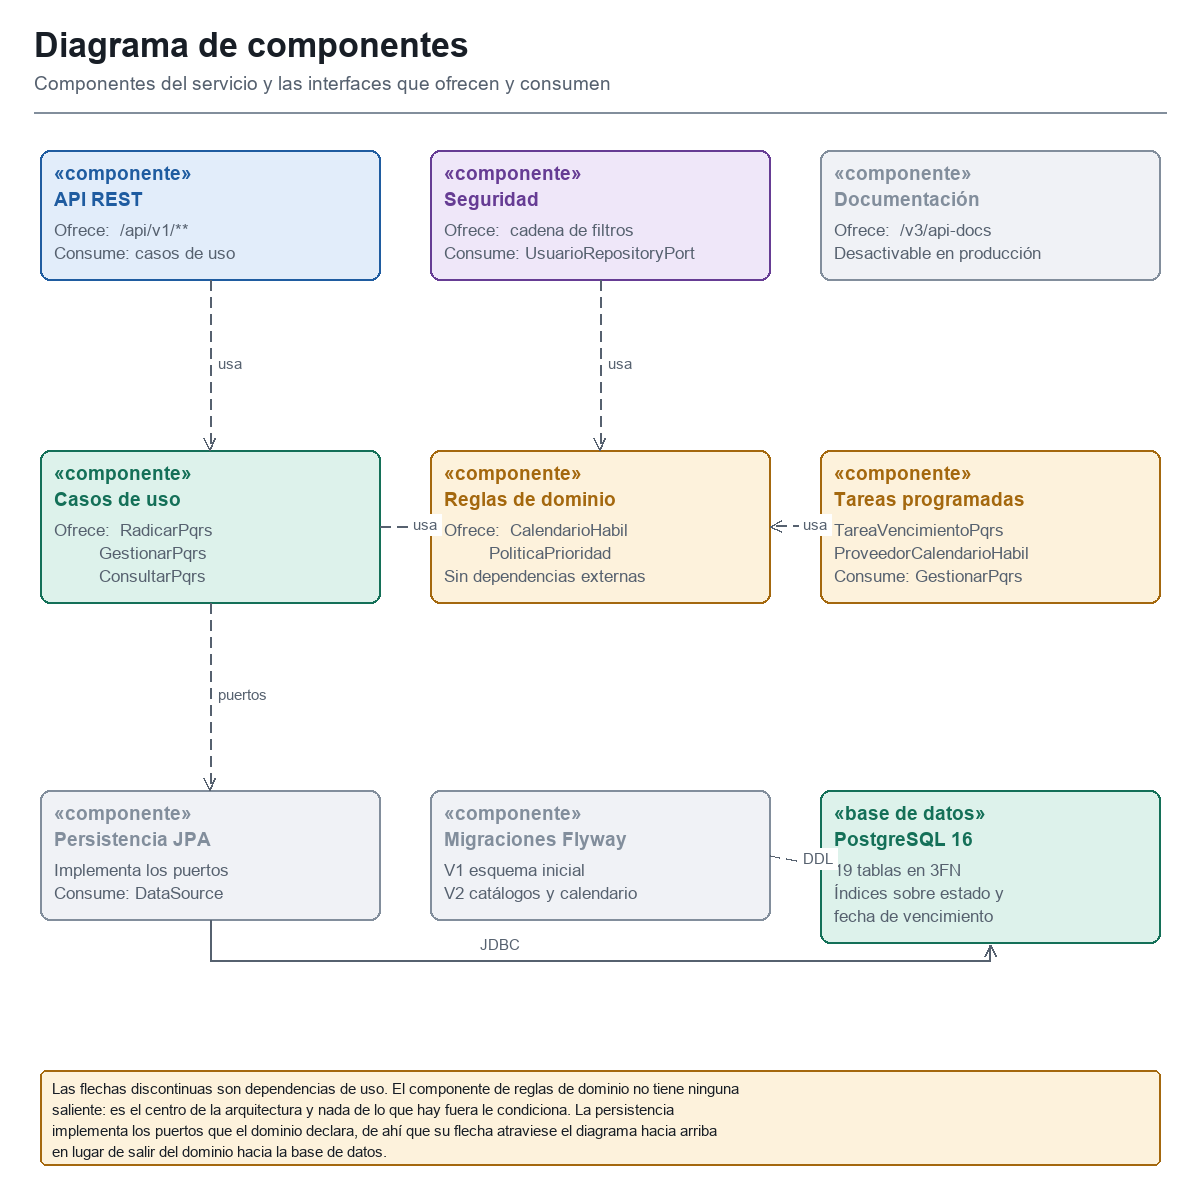 Diagrama de componentes
Componentes del servicio y las interfaces que ofrecen y consumen
«componente»
API REST
Ofrece:  /api/v1/**
Consume: casos de uso
«componente»
Seguridad
Ofrece:  cadena de filtros
Consume: UsuarioRepositoryPort
«componente»
Documentación
Ofrece:  /v3/api-docs
Desactivable en producción
usa
usa
«componente»
Casos de uso
Ofrece:  RadicarPqrs
GestionarPqrs
ConsultarPqrs
usa
«componente»
Reglas de dominio
Ofrece:  CalendarioHabil
PoliticaPrioridad
Sin dependencias externas
usa
«componente»
Tareas programadas
TareaVencimientoPqrs
ProveedorCalendarioHabil
Consume: GestionarPqrs
puertos
«componente»
Persistencia JPA
Implementa los puertos
Consume: DataSource
«componente»
Migraciones Flyway
V1 esquema inicial
V2 catálogos y calendario
DDL
«base de datos»
PostgreSQL 16
19 tablas en 3FN
Índices sobre estado y
fecha de vencimiento
JDBC
Las flechas discontinuas son dependencias de uso. El componente de reglas de dominio no tiene ninguna
saliente: es el centro de la arquitectura y nada de lo que hay fuera le condiciona. La persistencia
implementa los puertos que el dominio declara, de ahí que su flecha atraviese el diagrama hacia arriba
en lugar de salir del dominio hacia la base de datos.